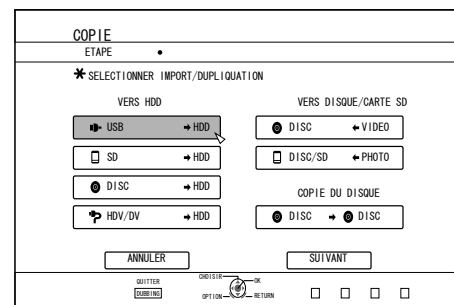 COPIE
ETAPE
SELECTIONNER IMPORT/DUPLIQUATION
VERS HDD
VERS DISQUE/CARTE SD
USB → HDD
DISC ← VIDEO
SD → HDD
DISC/SD ← PHOTO
DISC → HDD
COPIE DU DISQUE
HDV/DV → HDD
DISC → DISC
ANNULER
SUIVANT
QUITTER
DUBBING
CHOISIR
OK
OPTION
RETURN